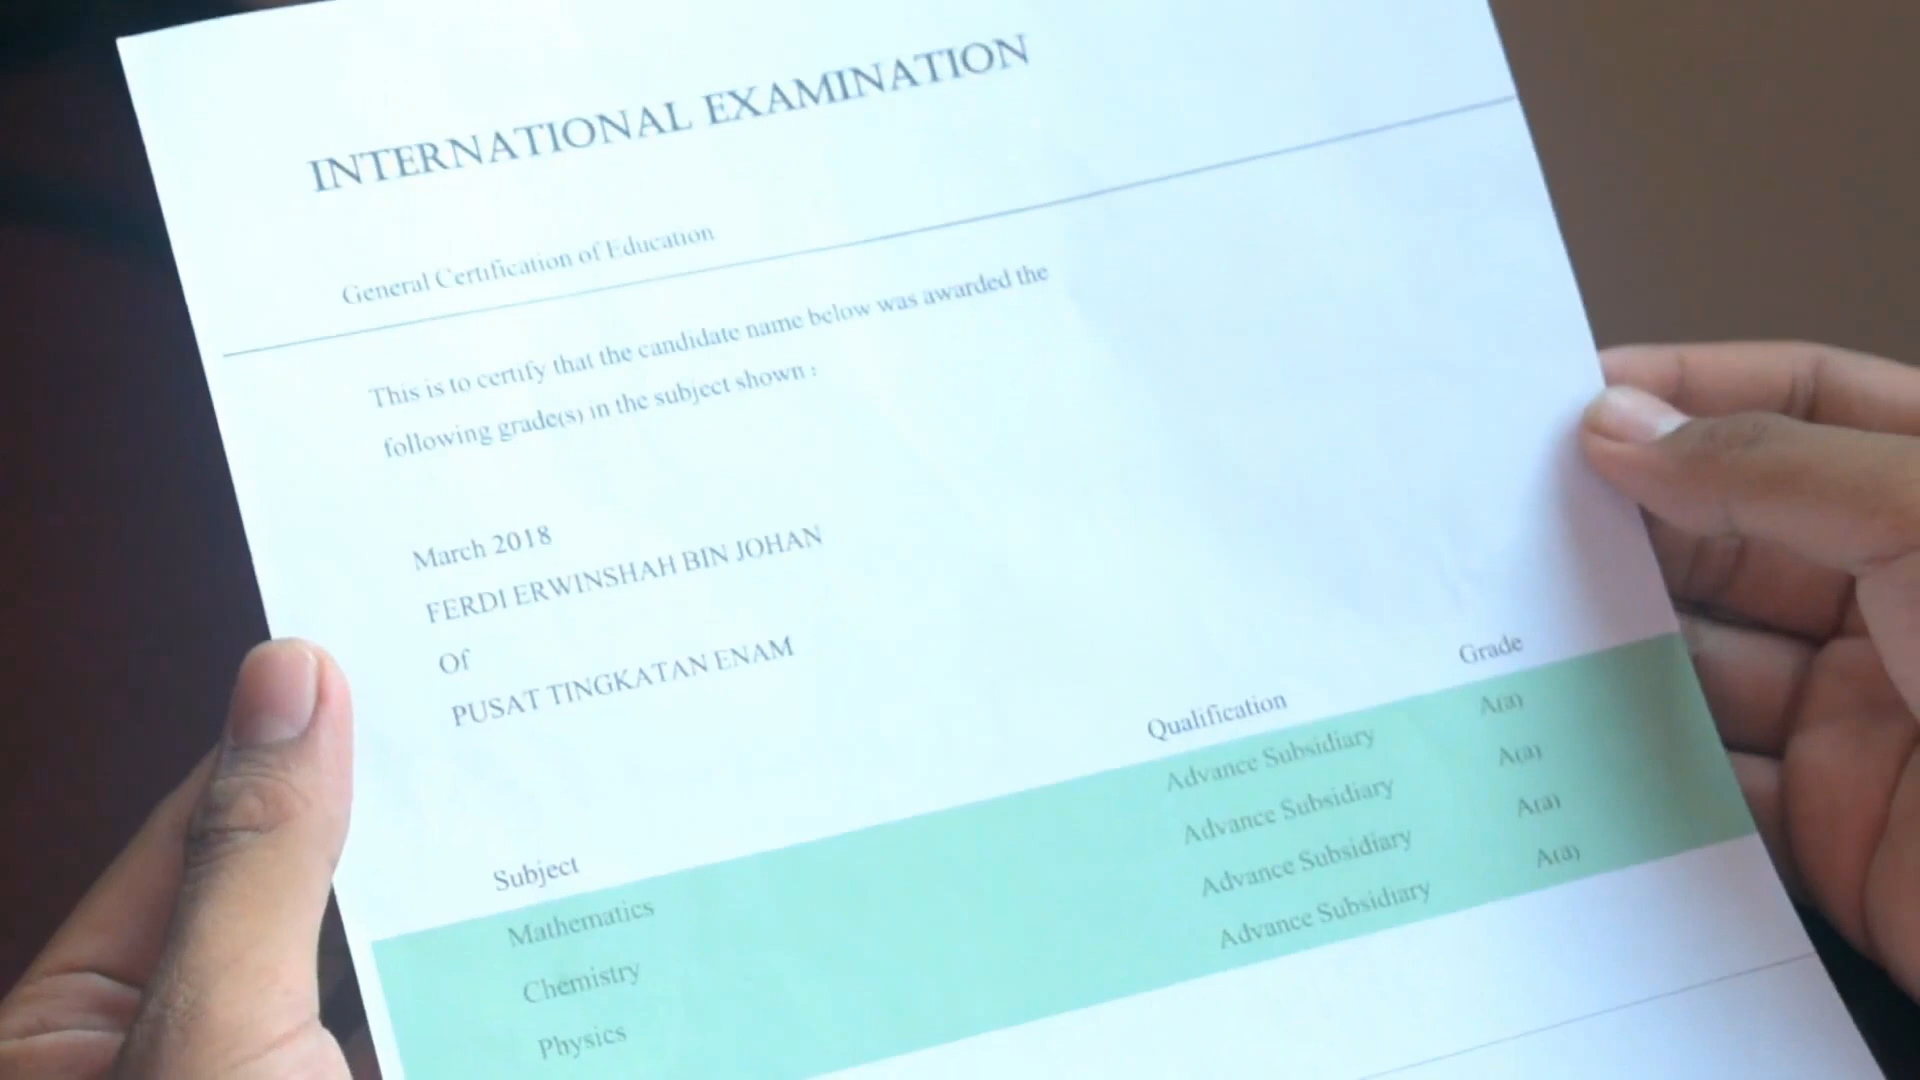 INTERNATIONAL EXAMINATION
General Certification of Education
This is to certify that the candidate name below was awarded the
following grade(s) in the subject shown :
March 2018
FERDI ERWINSHAH BIN JOHAN
Of
PUSAT TINGKATAN ENAM
Subject Qualification Grade
Mathematics Advance Subsidiary A(a)
Chemistry Advance Subsidiary A(a)
Physics Advance Subsidiary A(a)
Advance Subsidiary A(a)